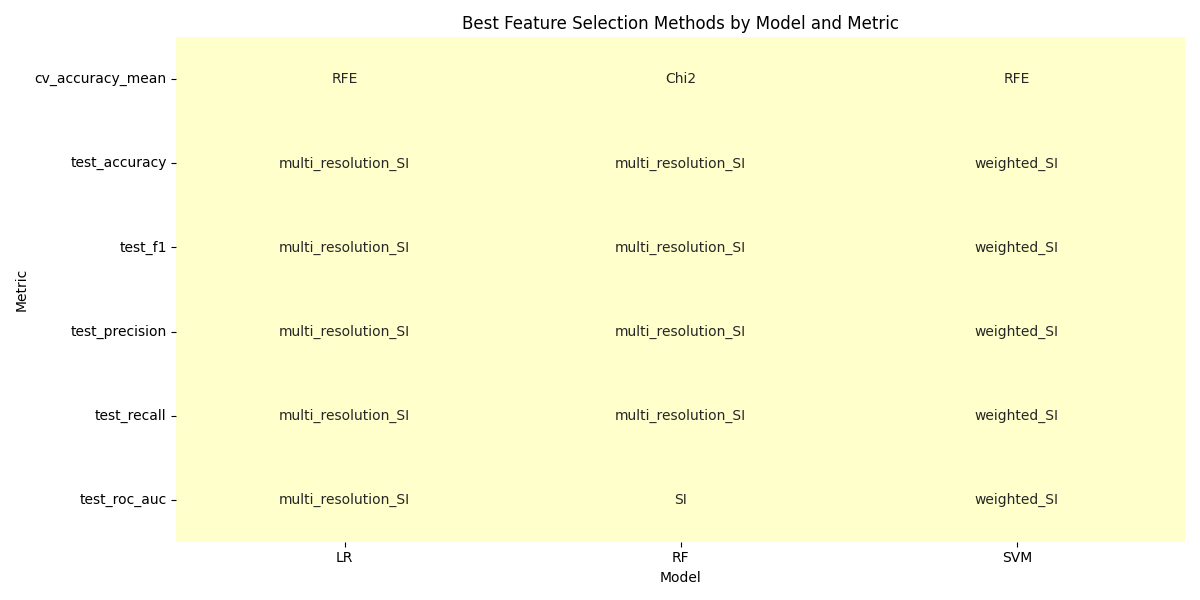 Best Feature Selection Methods by Model and Metric
cv_accuracy_mean RFE Chi2 RFE
test_accuracy multi_resolution_SI multi_resolution_SI weighted_SI
test_f1 multi_resolution_SI multi_resolution_SI weighted_SI
Metric
test_precision multi_resolution_SI multi_resolution_SI weighted_SI
test_recall multi_resolution_SI multi_resolution_SI weighted_SI
test_roc_auc multi_resolution_SI SI weighted_SI
LR RF SVM
Model